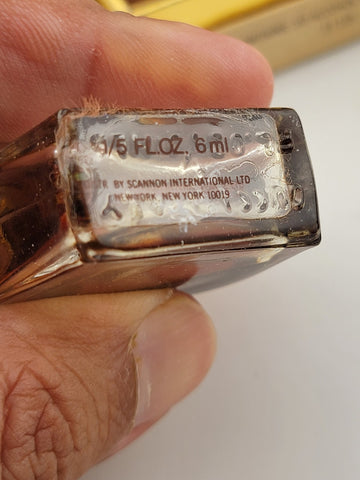 1/5 FL.OZ. 6 ml
BY SCANNON INTERNATIONAL LTD
NEW YORK, NEW YORK 10019